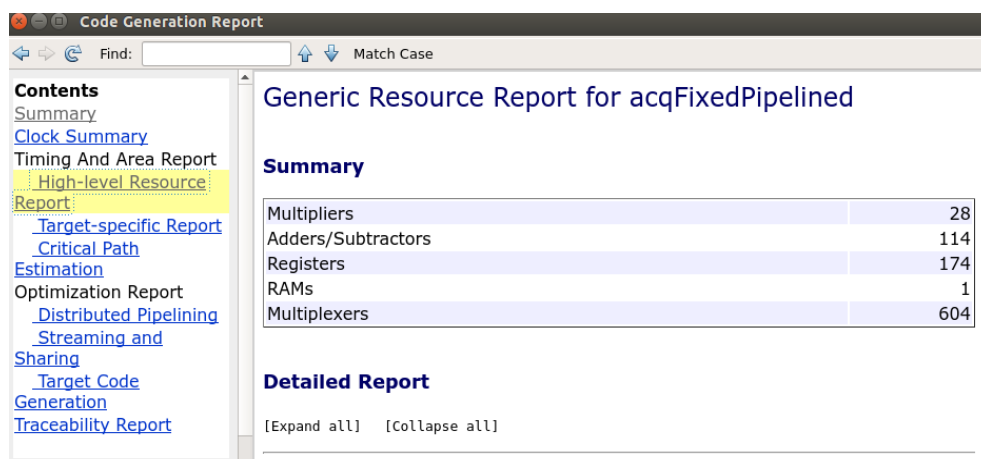 Code Generation Report
Find:
Match Case
Contents
Summary
Clock Summary
Timing And Area Report
High-level Resource
Report
Target-specific Report
Critical Path
Estimation
Optimization Report
Distributed Pipelining
Streaming and
Sharing
Target Code
Generation
Traceability Report
Generic Resource Report for acqFixedPipelined
Summary
Multipliers 28
Adders/Subtractors 114
Registers 174
RAMs 1
Multiplexers 604
Detailed Report
[Expand all] [Collapse all]